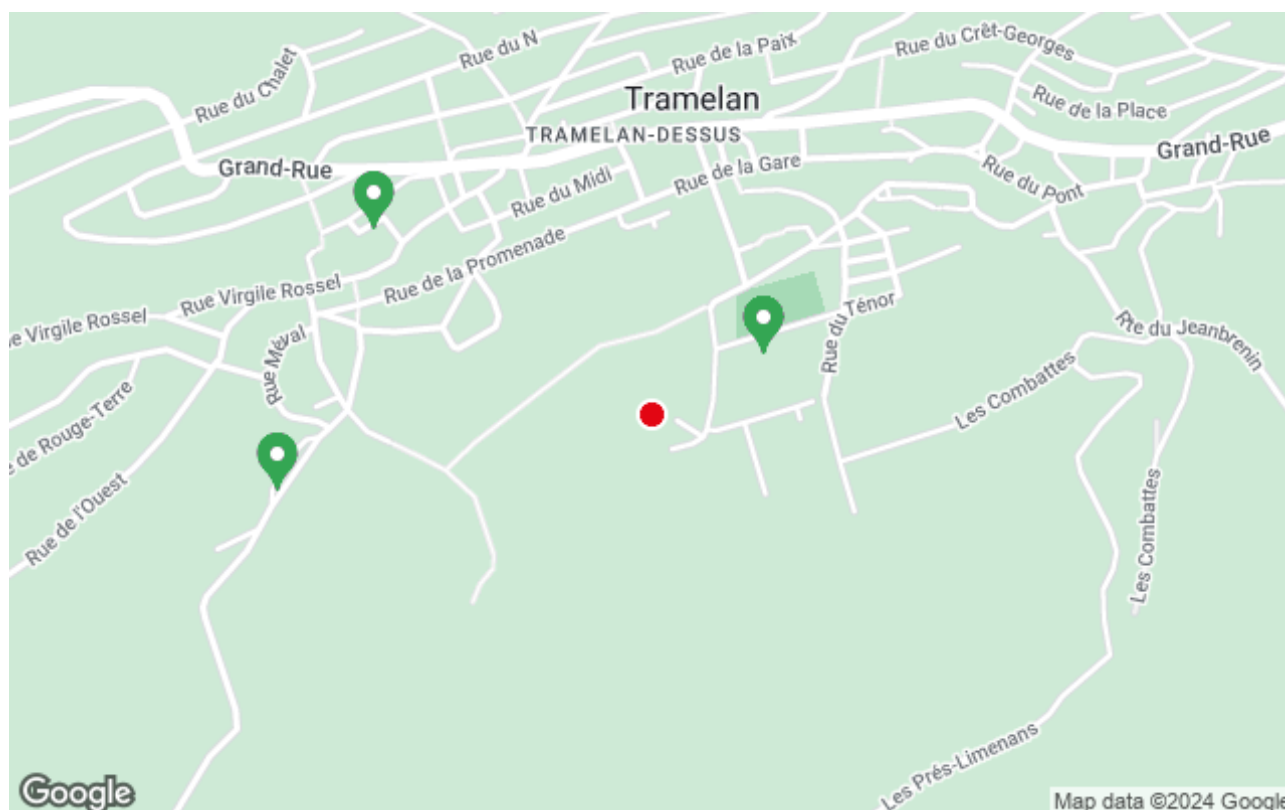 Rue du N
Rue de la Paix
Rue du Crêt-Georges
Rue du Chalet
Tramelan
Rue de la Place
TRAMELAN-DESSUS
Grand-Rue
Grand-Rue
Rue du Midi
Rue de la Gare
Rue du Pont
Rue de la Promenade
Rue Virgile Rossel
e Virgile Rossel
Rue du Ténor
Rte du Jeanbrenin
Rue Méval
Les Combattes
e de Rouge-Terre
Rue de l'Ouest
Les Combattes
Les Prés-Limenans
Google
Map data ©2024 Google